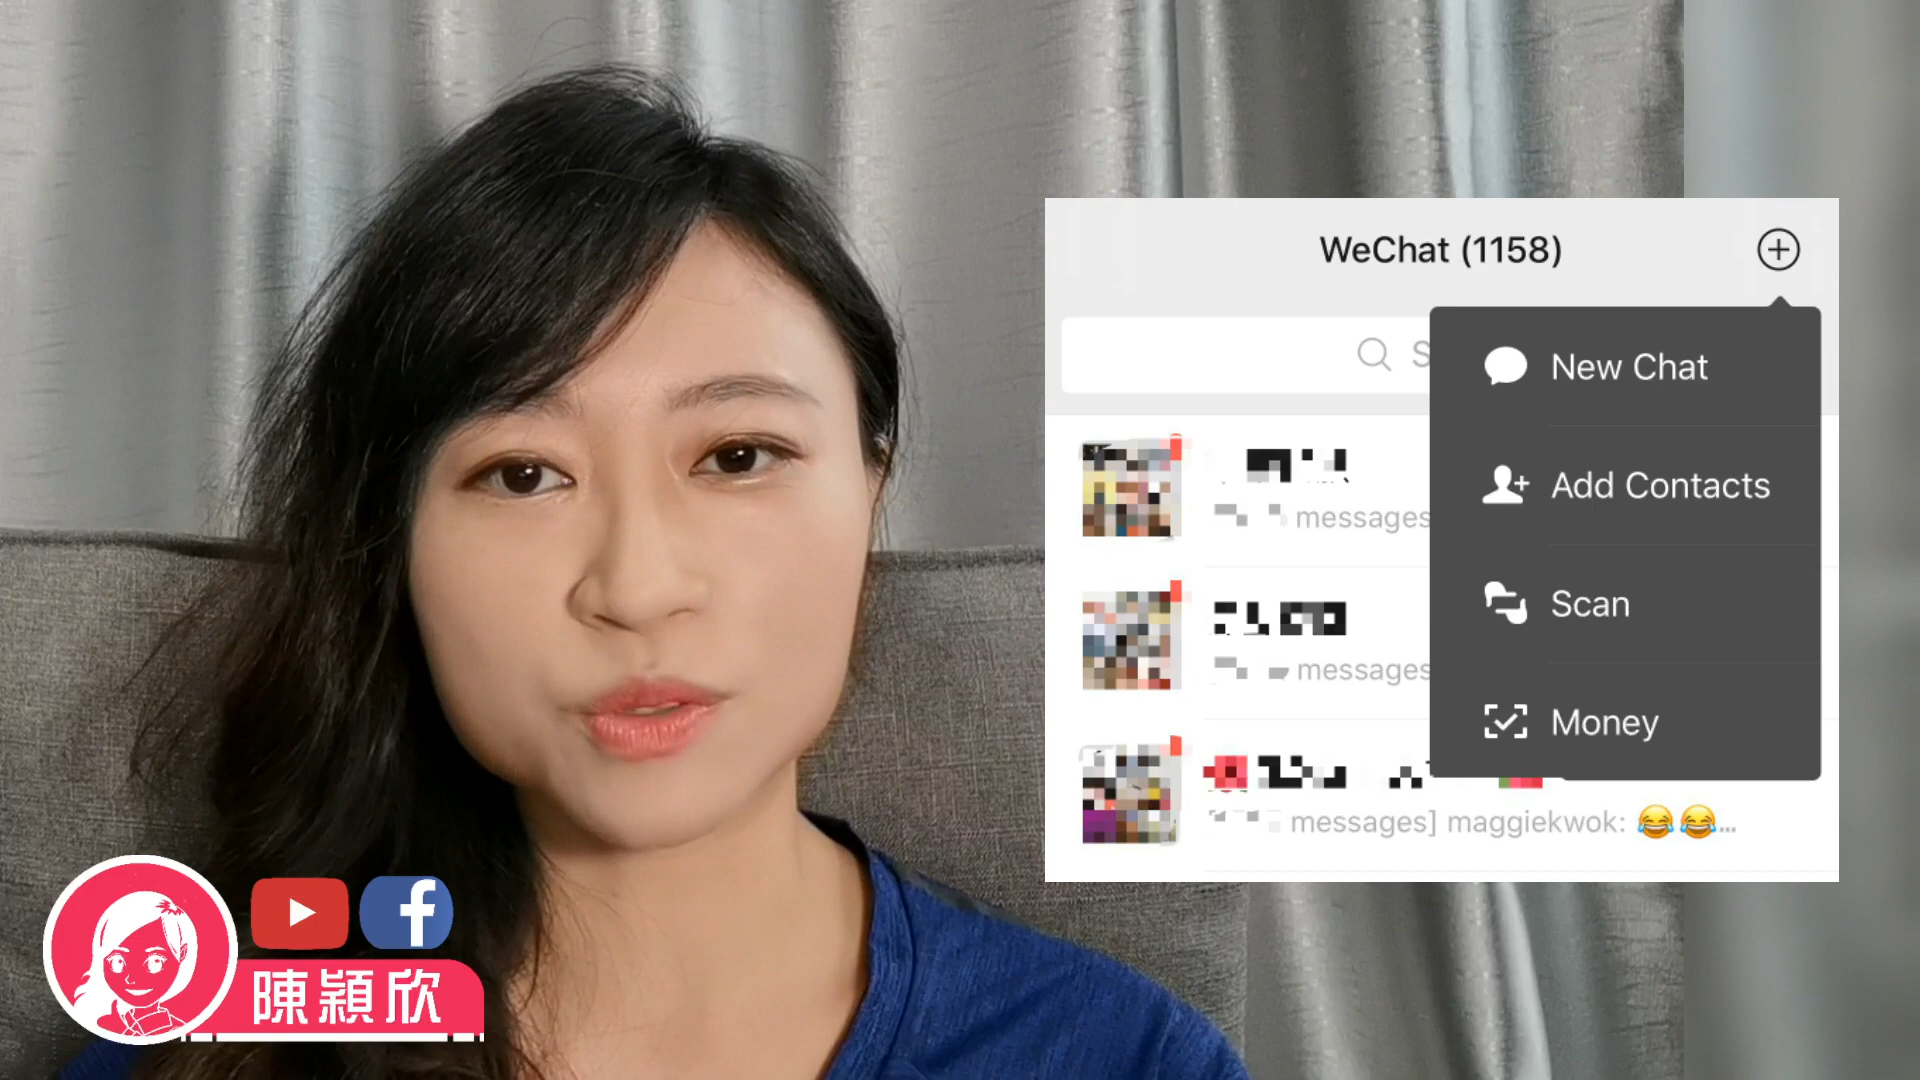 WeChat (1158)
S
New Chat
Add Contacts
Scan
Money
messages
messages
messages] maggiekwok: 😂😂...
陳穎欣